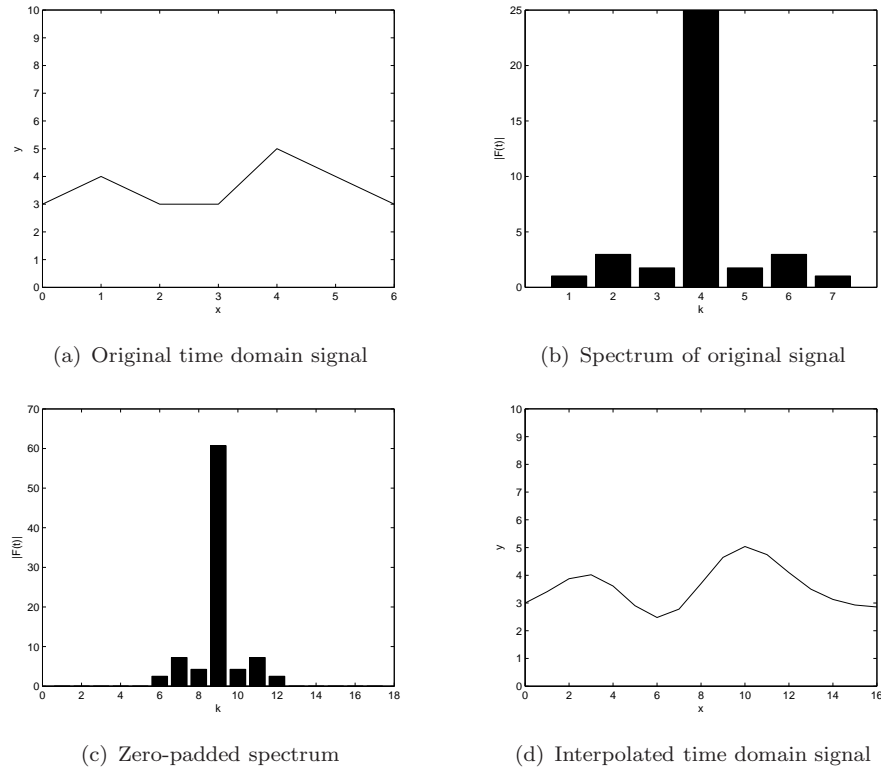 10
9
8
7
6
5
4
3
2
1
0
y
0 1 2 3 4 5 6
x
(a) Original time domain signal
25
20
15
10
5
0
|F(t)|
1 2 3 4 5 6 7
k
(b) Spectrum of original signal
70
60
50
40
30
20
10
0
|F(t)|
0 2 4 6 8 10 12 14 16 18
k
(c) Zero-padded spectrum
10
9
8
7
6
5
4
3
2
1
0
y
0 2 4 6 8 10 12 14 16
x
(d) Interpolated time domain signal